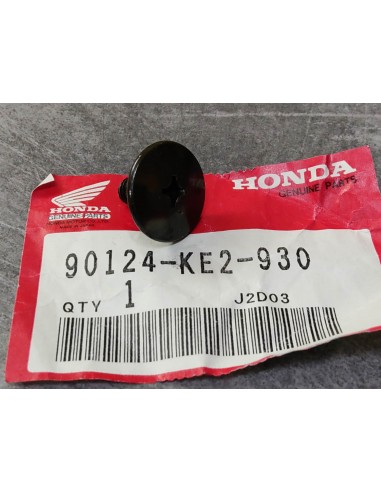 HONDA
GENUINE PARTS
HONDA
GENUINE PARTS
90124-KE2-930
QTY 1 J2D03